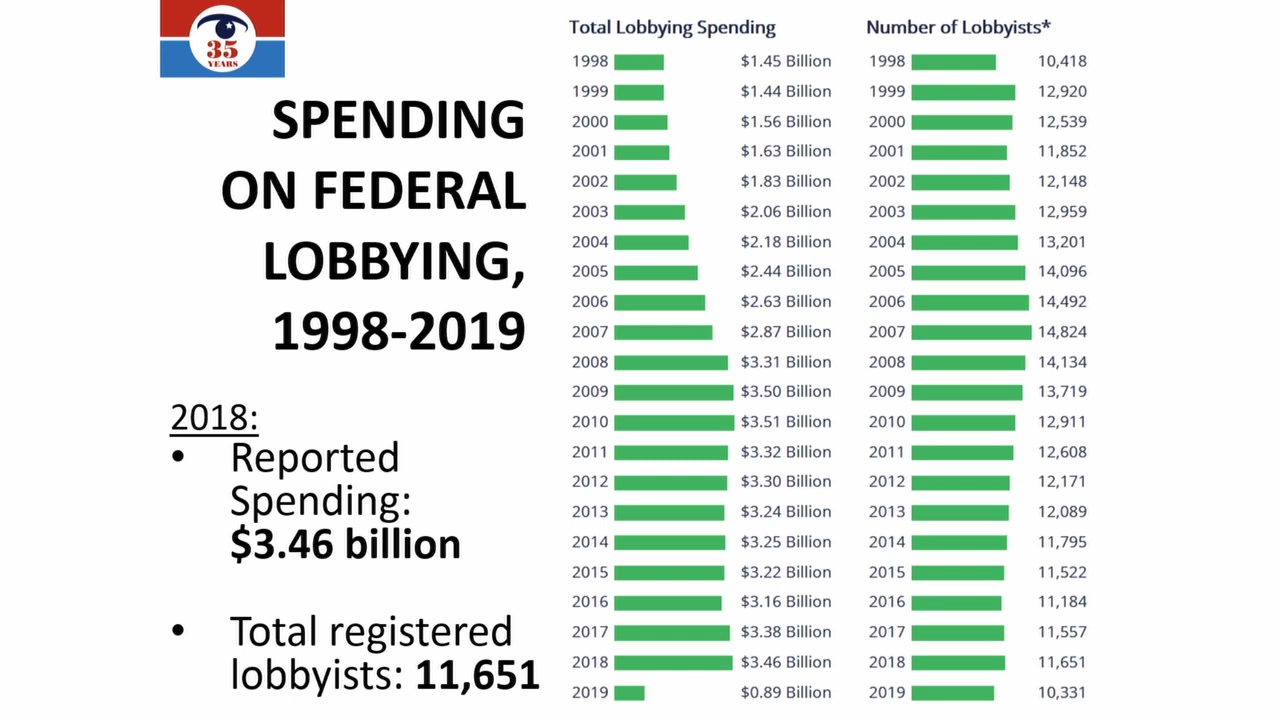 35
YEARS
SPENDING
ON FEDERAL
LOBBYING,
1998-2019
2018:
• Reported
Spending:
$3.46 billion
• Total registered
lobbyists: 11,651
Total Lobbying Spending
1998 $1.45 Billion
1999 $1.44 Billion
2000 $1.56 Billion
2001 $1.63 Billion
2002 $1.83 Billion
2003 $2.06 Billion
2004 $2.18 Billion
2005 $2.44 Billion
2006 $2.63 Billion
2007 $2.87 Billion
2008 $3.31 Billion
2009 $3.50 Billion
2010 $3.51 Billion
2011 $3.32 Billion
2012 $3.30 Billion
2013 $3.24 Billion
2014 $3.25 Billion
2015 $3.22 Billion
2016 $3.16 Billion
2017 $3.38 Billion
2018 $3.46 Billion
2019 $0.89 Billion
Number of Lobbyists*
1998 10,418
1999 12,920
2000 12,539
2001 11,852
2002 12,148
2003 12,959
2004 13,201
2005 14,096
2006 14,492
2007 14,824
2008 14,134
2009 13,719
2010 12,911
2011 12,608
2012 12,171
2013 12,089
2014 11,795
2015 11,522
2016 11,184
2017 11,557
2018 11,651
2019 10,331